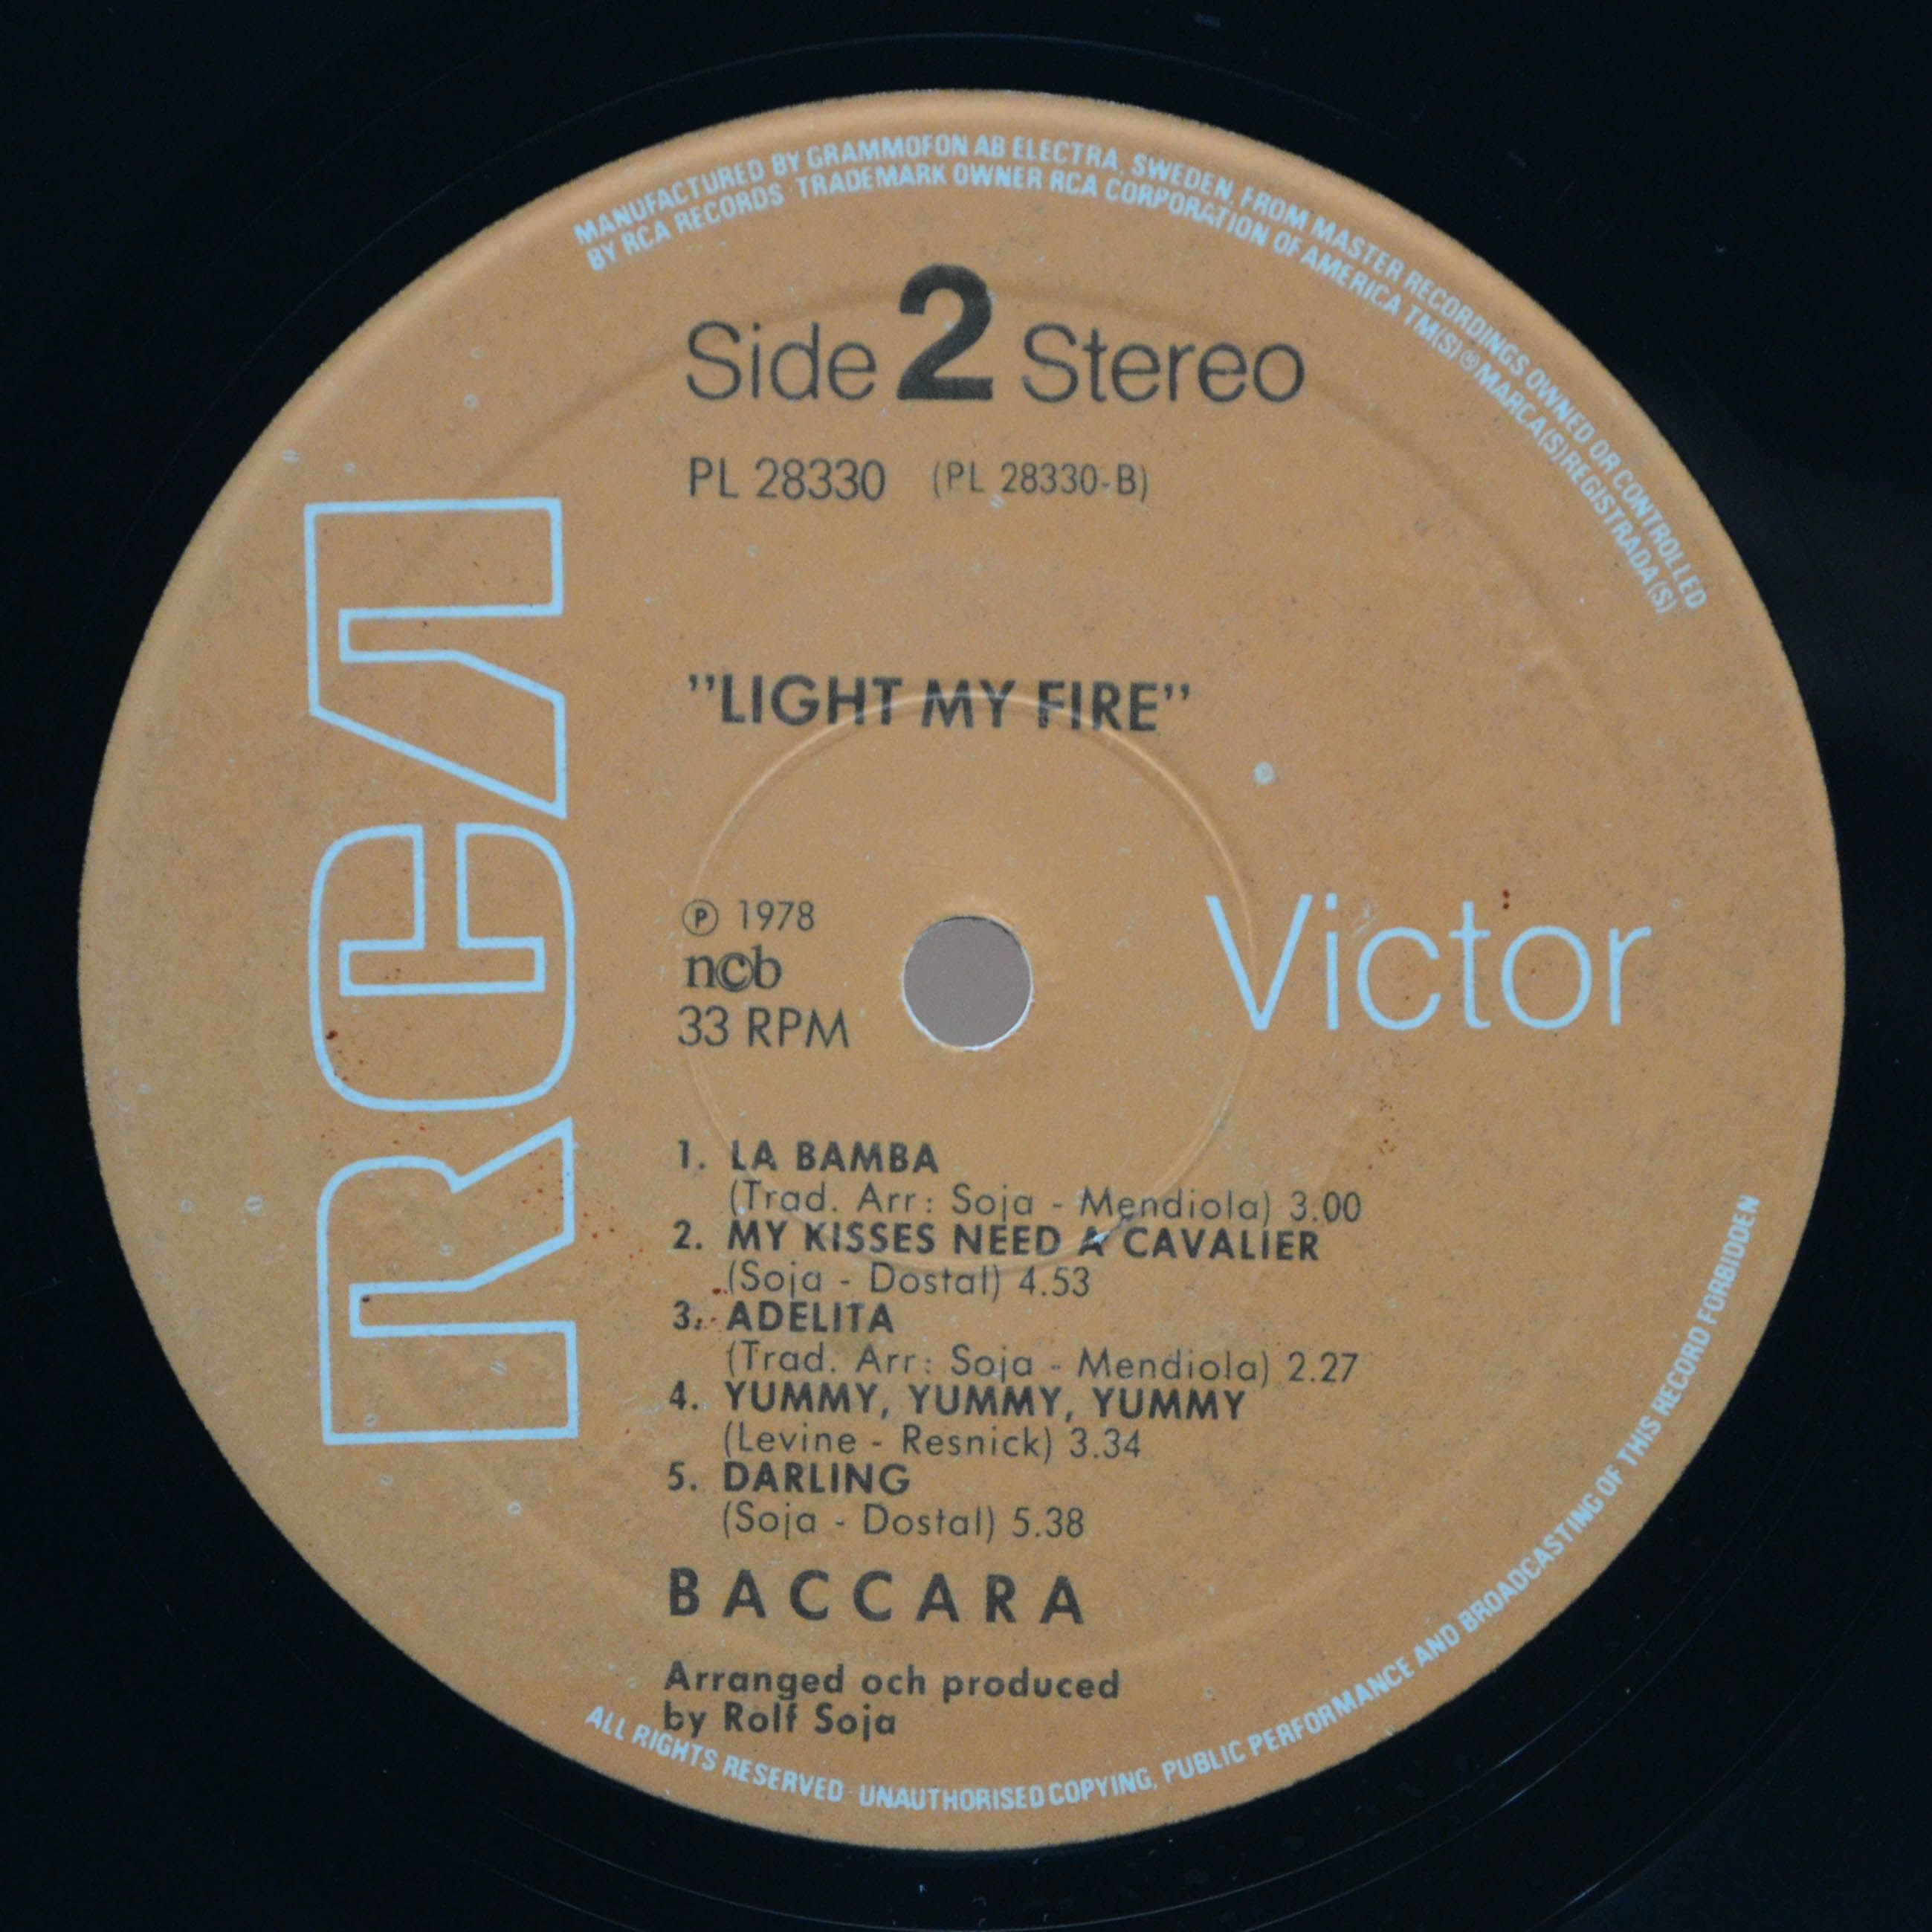 MANUFACTURED BY GRAMMOFON AB ELECTRA, SWEDEN, FROM MASTER RECORDINGS OWNED OR CONTROLLED
BY RCA RECORDS · TRADEMARK OWNER RCA CORPORATION OF AMERICA TM(S) ® MARCA(S) REGISTRADA(S)
Side 2 Stereo
PL 28330 (PL 28330-B)
"LIGHT MY FIRE"
RCA
Ⓟ 1978
ncb
33 RPM
Victor
1. LA BAMBA
(Trad. Arr: Soja - Mendiola) 3.00
2. MY KISSES NEED A CAVALIER
(Soja - Dostal) 4.53
3. ADELITA
(Trad. Arr: Soja - Mendiola) 2.27
4. YUMMY, YUMMY, YUMMY
(Levine - Resnick) 3.34
5. DARLING
(Soja - Dostal) 5.38
BACCARA
Arranged och produced
by Rolf Soja
ALL RIGHTS RESERVED · UNAUTHORISED COPYING, PUBLIC PERFORMANCE AND BROADCASTING OF THIS RECORD FORBIDDEN